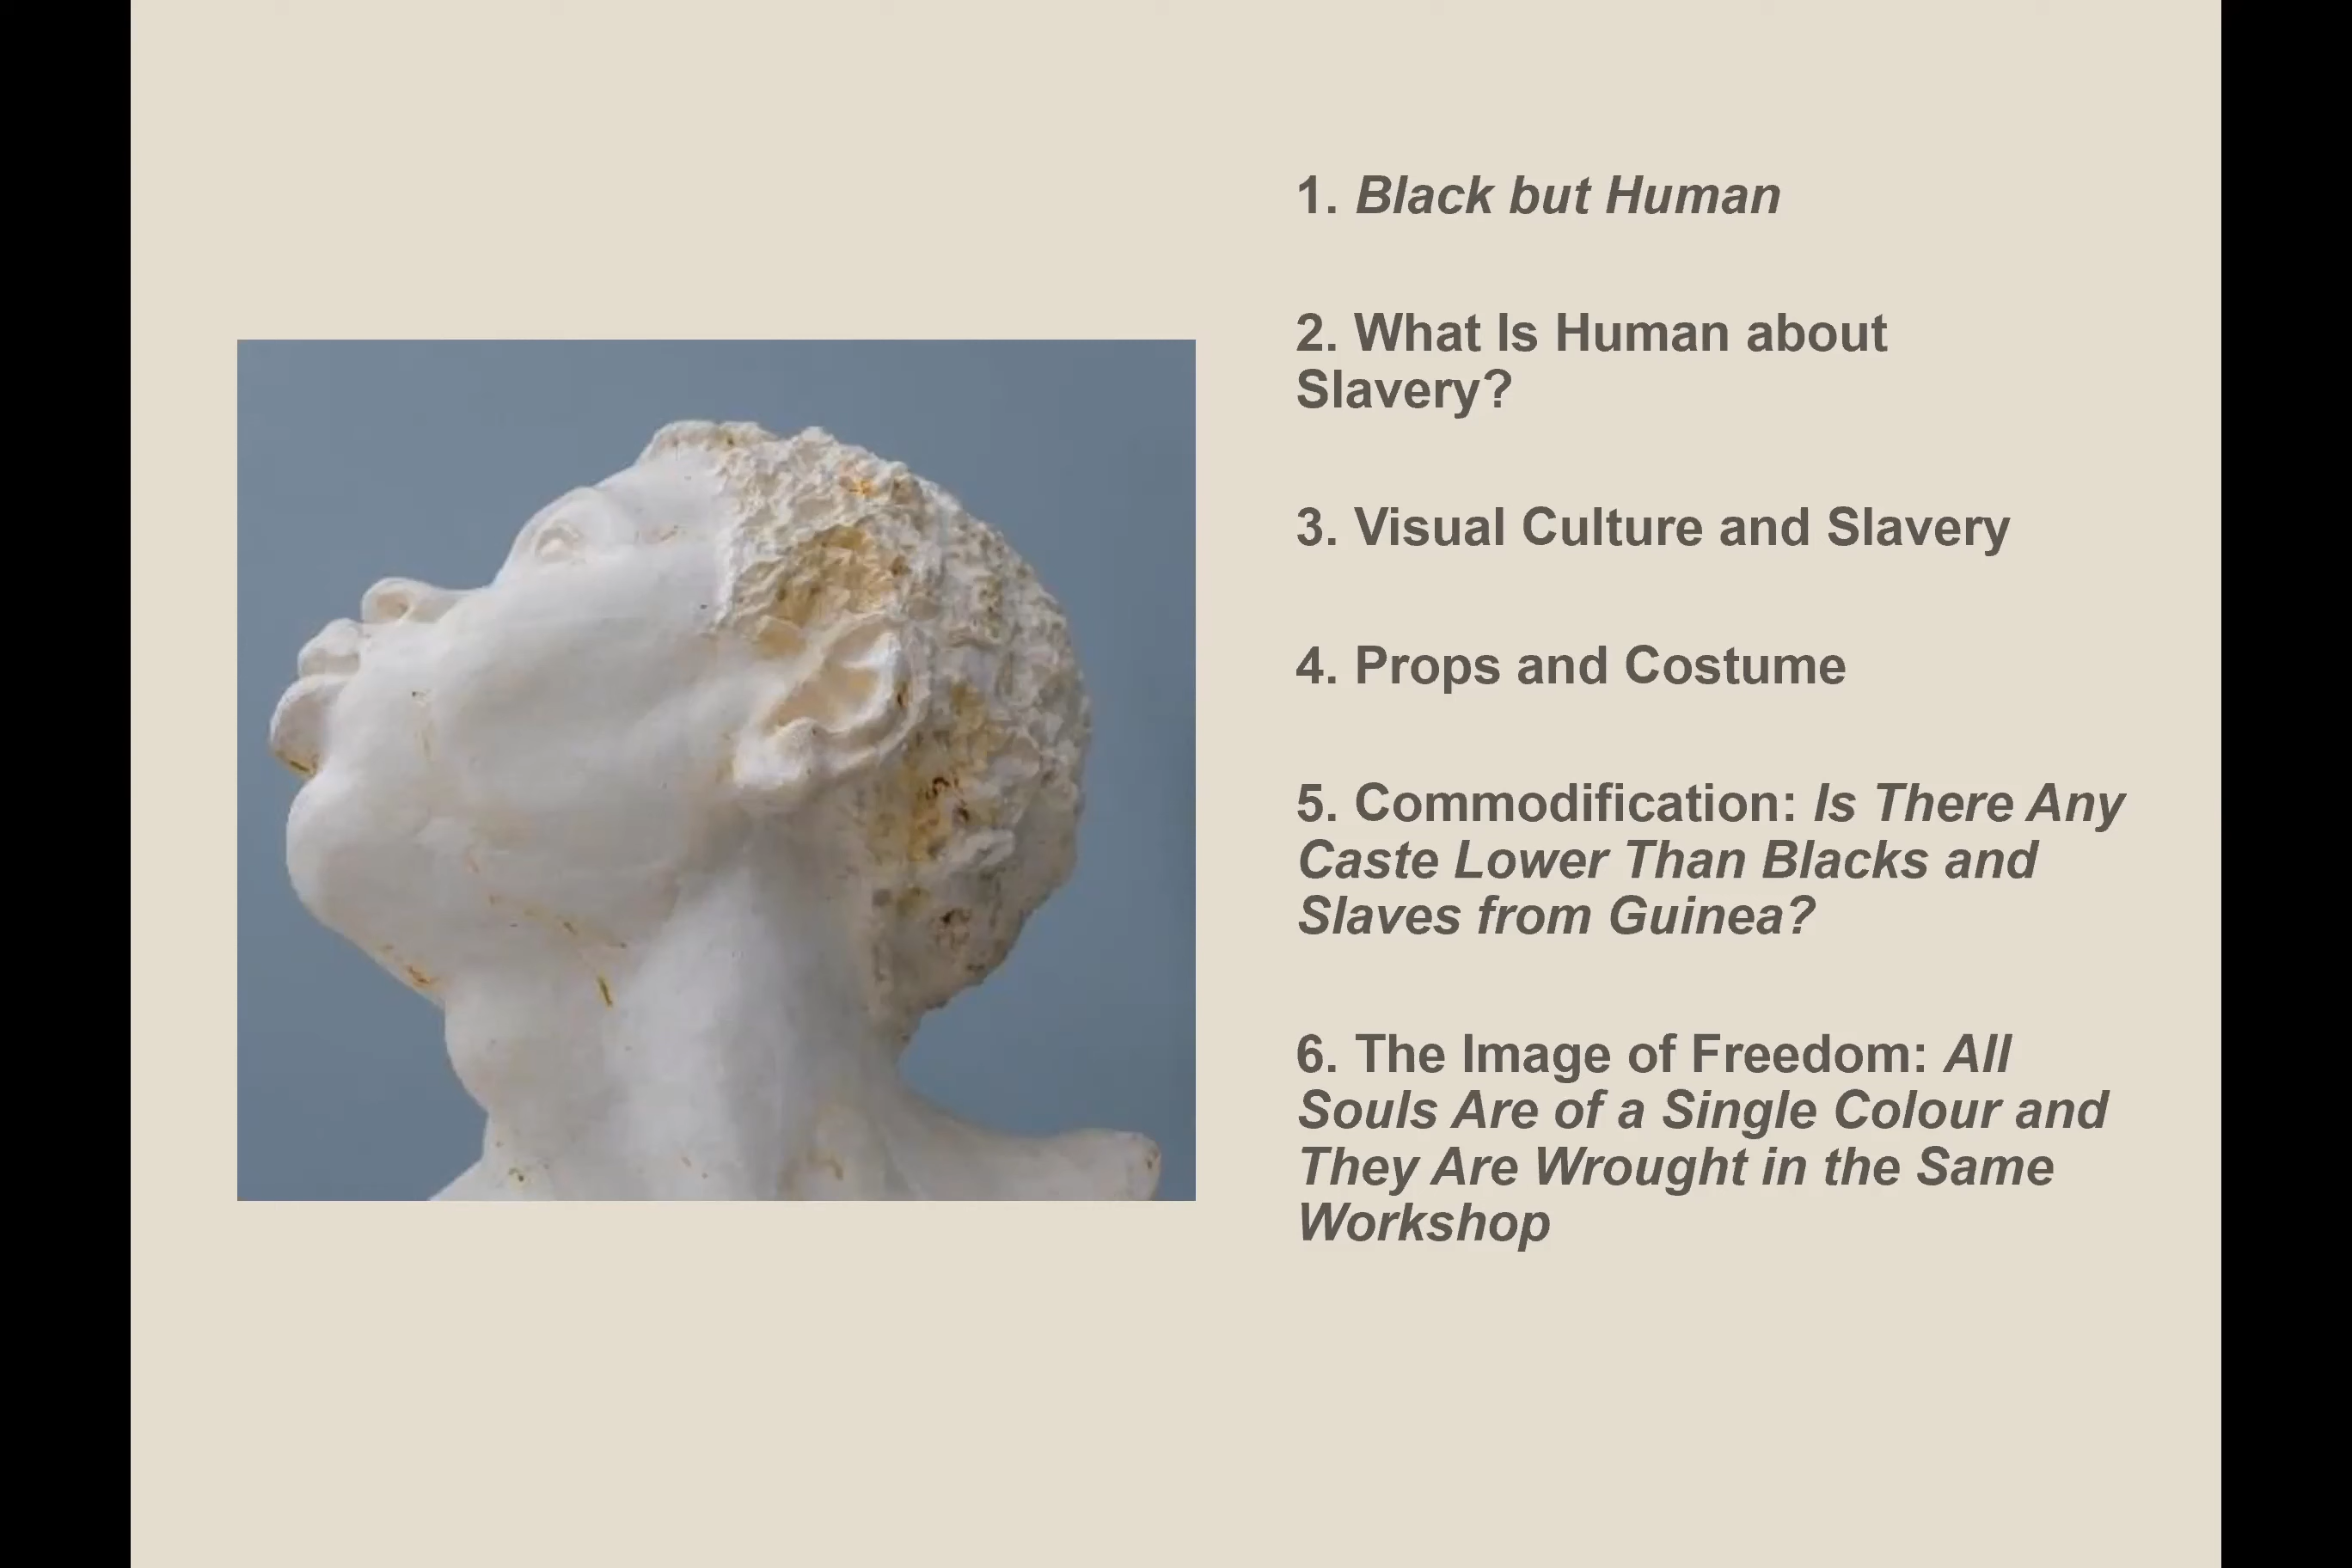 1. Black but Human
2. What Is Human about
Slavery?
3. Visual Culture and Slavery
4. Props and Costume
5. Commodification: Is There Any
Caste Lower Than Blacks and
Slaves from Guinea?
6. The Image of Freedom: All
Souls Are of a Single Colour and
They Are Wrought in the Same
Workshop